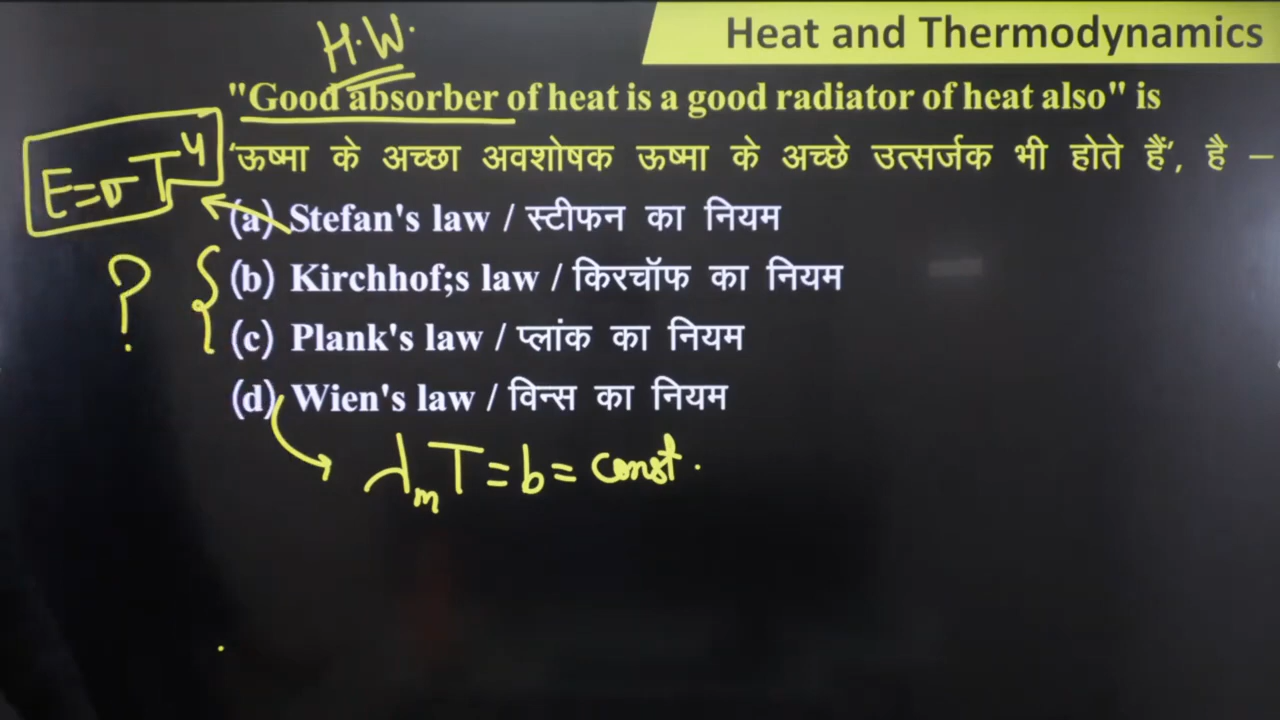 Heat and Thermodynamics
H.W.
"Good absorber of heat is a good radiator of heat also" is
'ऊष्मा के अच्छा अवशोषक ऊष्मा के अच्छे उत्सर्जक भी होते हैं', है –
E=σT⁴
(a) Stefan's law / स्टीफन का नियम
(b) Kirchhof;s law / किरचॉफ का नियम
?
(c) Plank's law / प्लांक का नियम
(d) Wien's law / विन्स का नियम
λₘT=b=const.